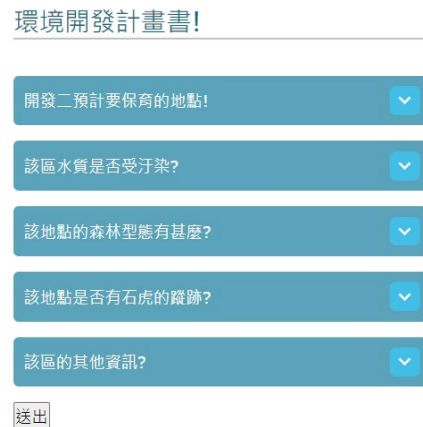 環境開發計畫書!
開發二預計要保育的地點!
該區水質是否受汙染?
該地點的森林型態有甚麼?
該地點是否有石虎的蹤跡?
該區的其他資訊?
送出